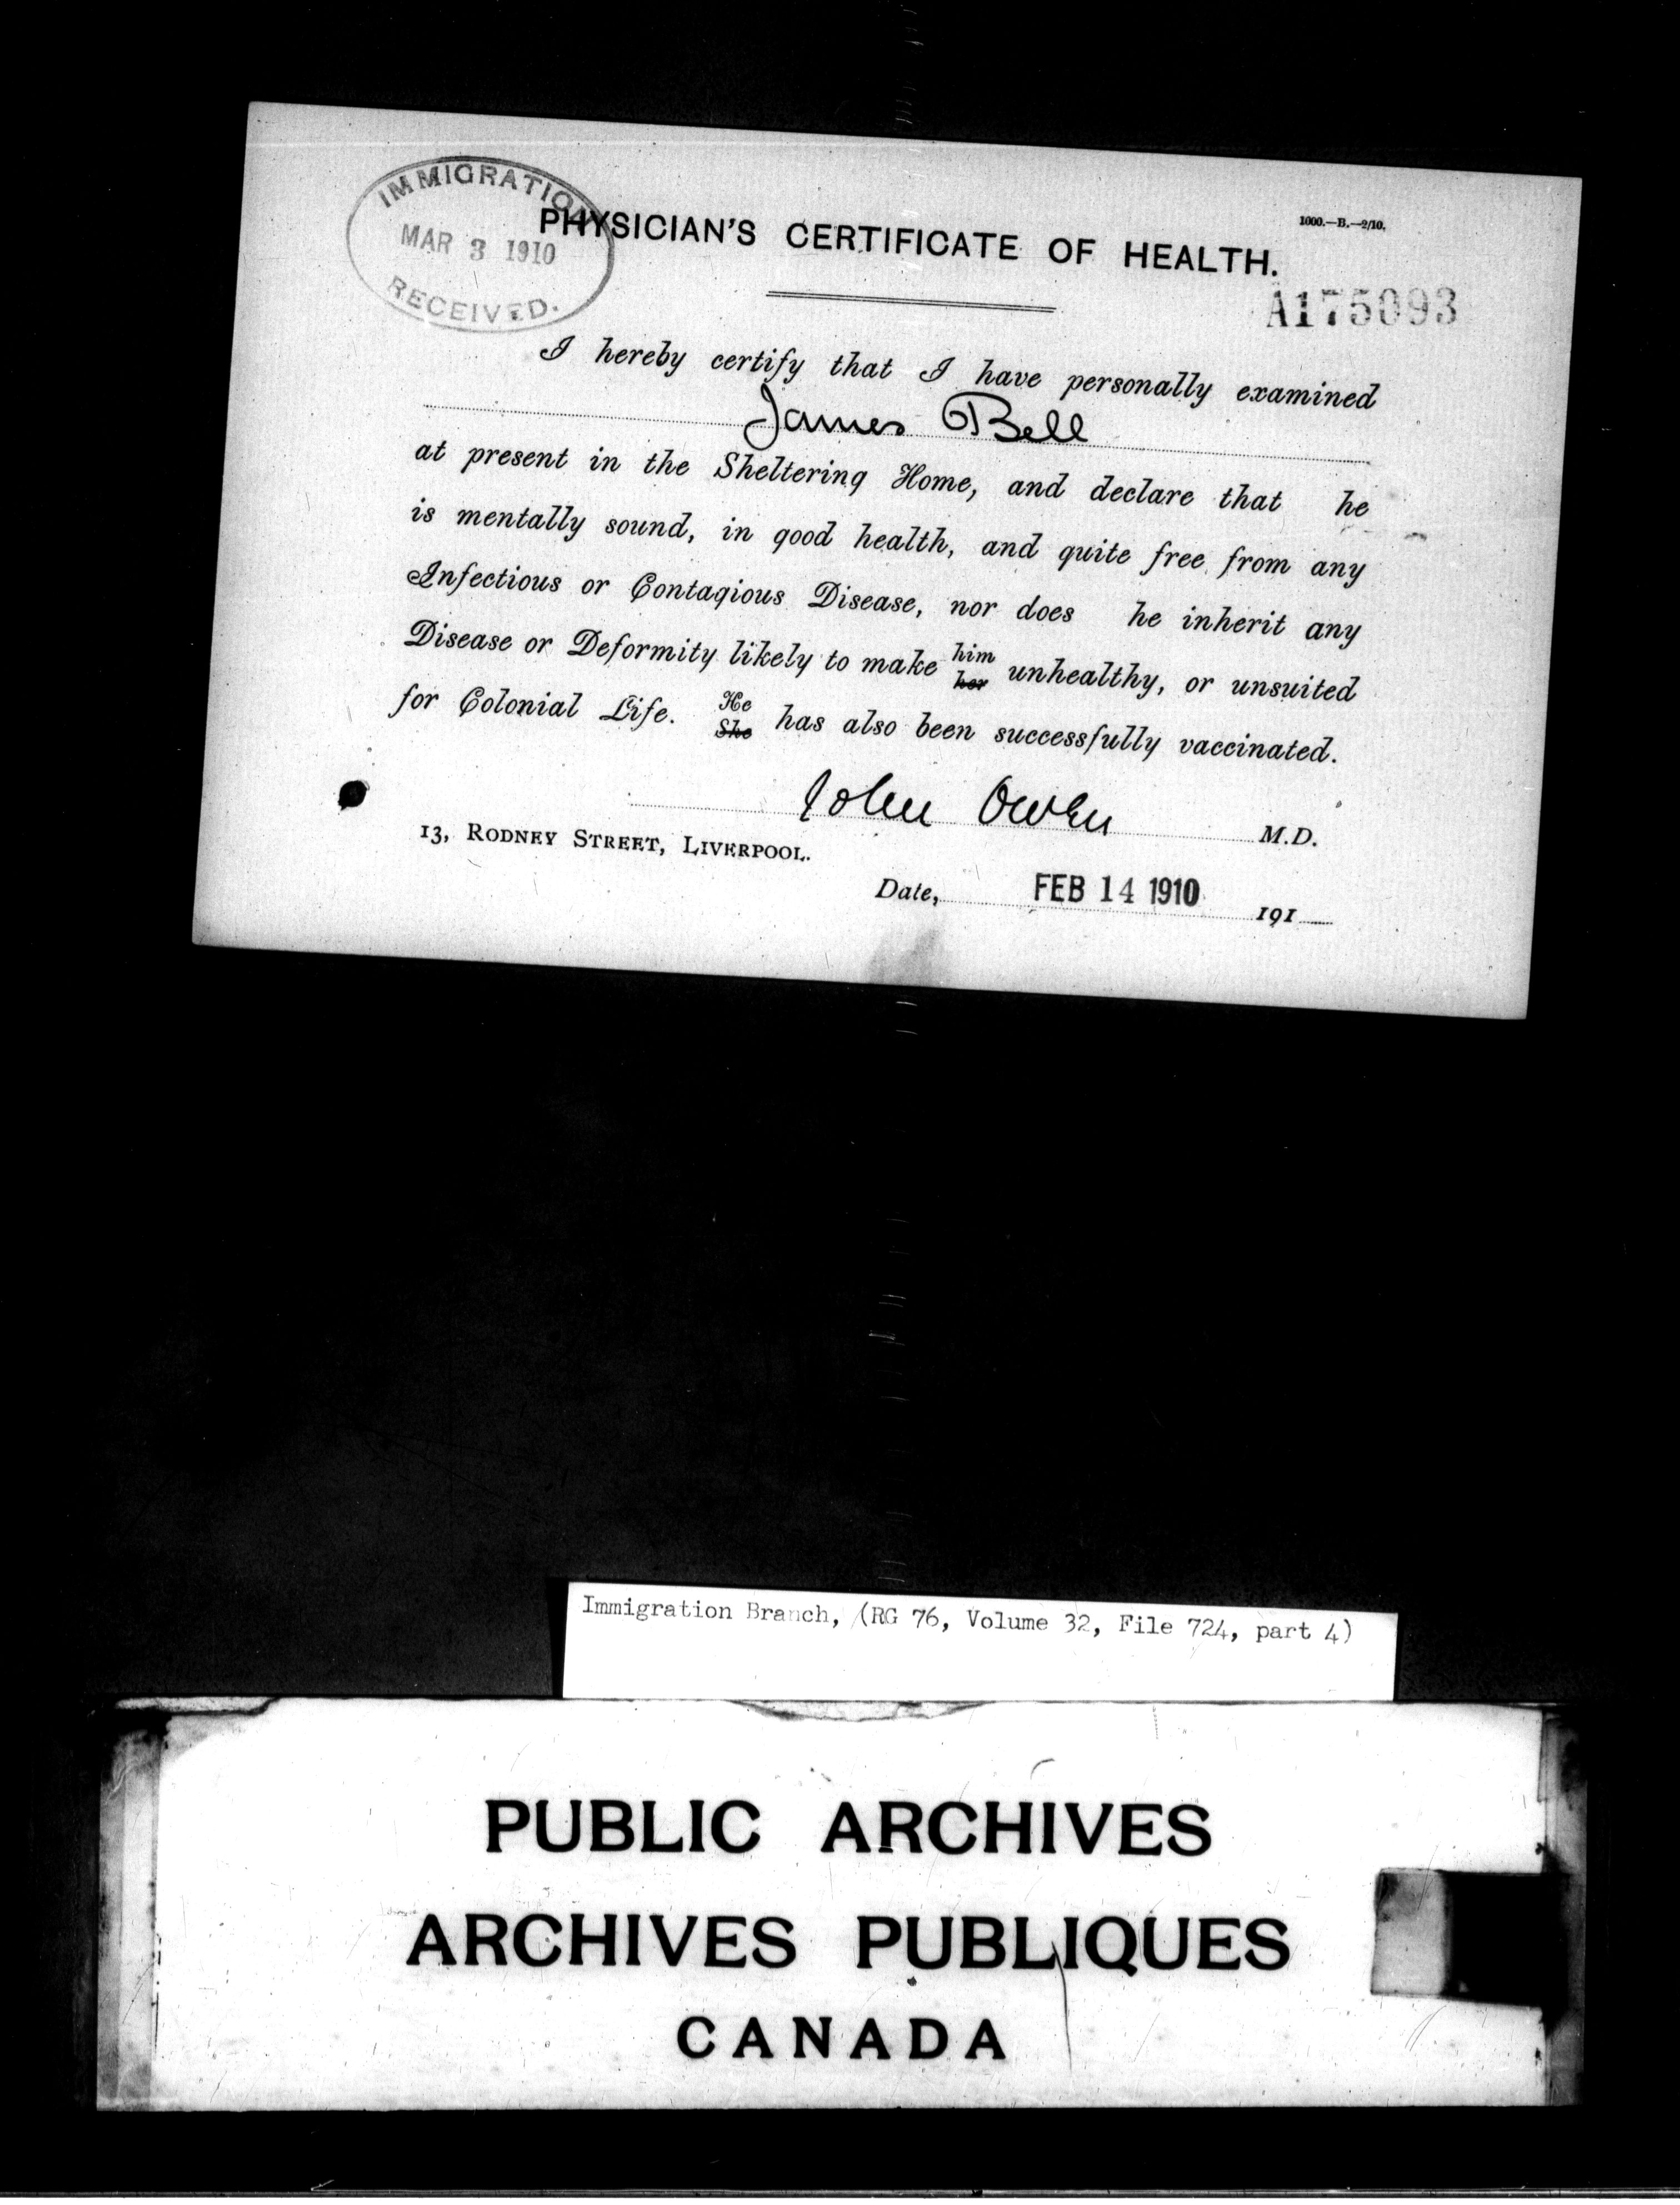 IMMIGRATION
MAR 3 1910
RECEIVED.
1000.—B.—2/10.
PHYSICIAN'S CERTIFICATE OF HEALTH.
A175093
I hereby certify that I have personally examined
James Bell
at present in the Sheltering Home, and declare that he
is mentally sound, in good health, and quite free from any
Infectious or Contagious Disease, nor does he inherit any
Disease or Deformity likely to make him her unhealthy, or unsuited
for Colonial Life. He She has also been successfully vaccinated.
John Owen M.D.
13, RODNEY STREET, LIVERPOOL.
Date, FEB 14 1910 191
Immigration Branch, (RG 76, Volume 32, File 724, part 4)
PUBLIC ARCHIVES
ARCHIVES PUBLIQUES
CANADA